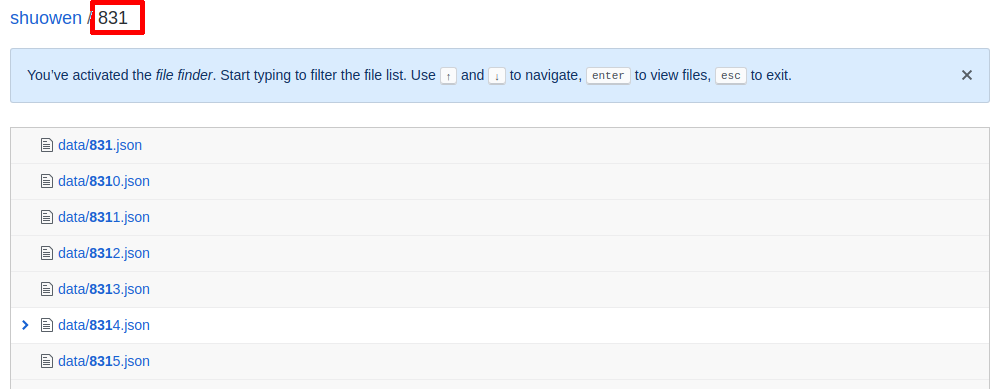 shuowen / 831
You’ve activated the file finder. Start typing to filter the file list. Use ↑ and ↓ to navigate, enter to view files, esc to exit. ×
data/831.json
data/8310.json
data/8311.json
data/8312.json
data/8313.json
data/8314.json
data/8315.json